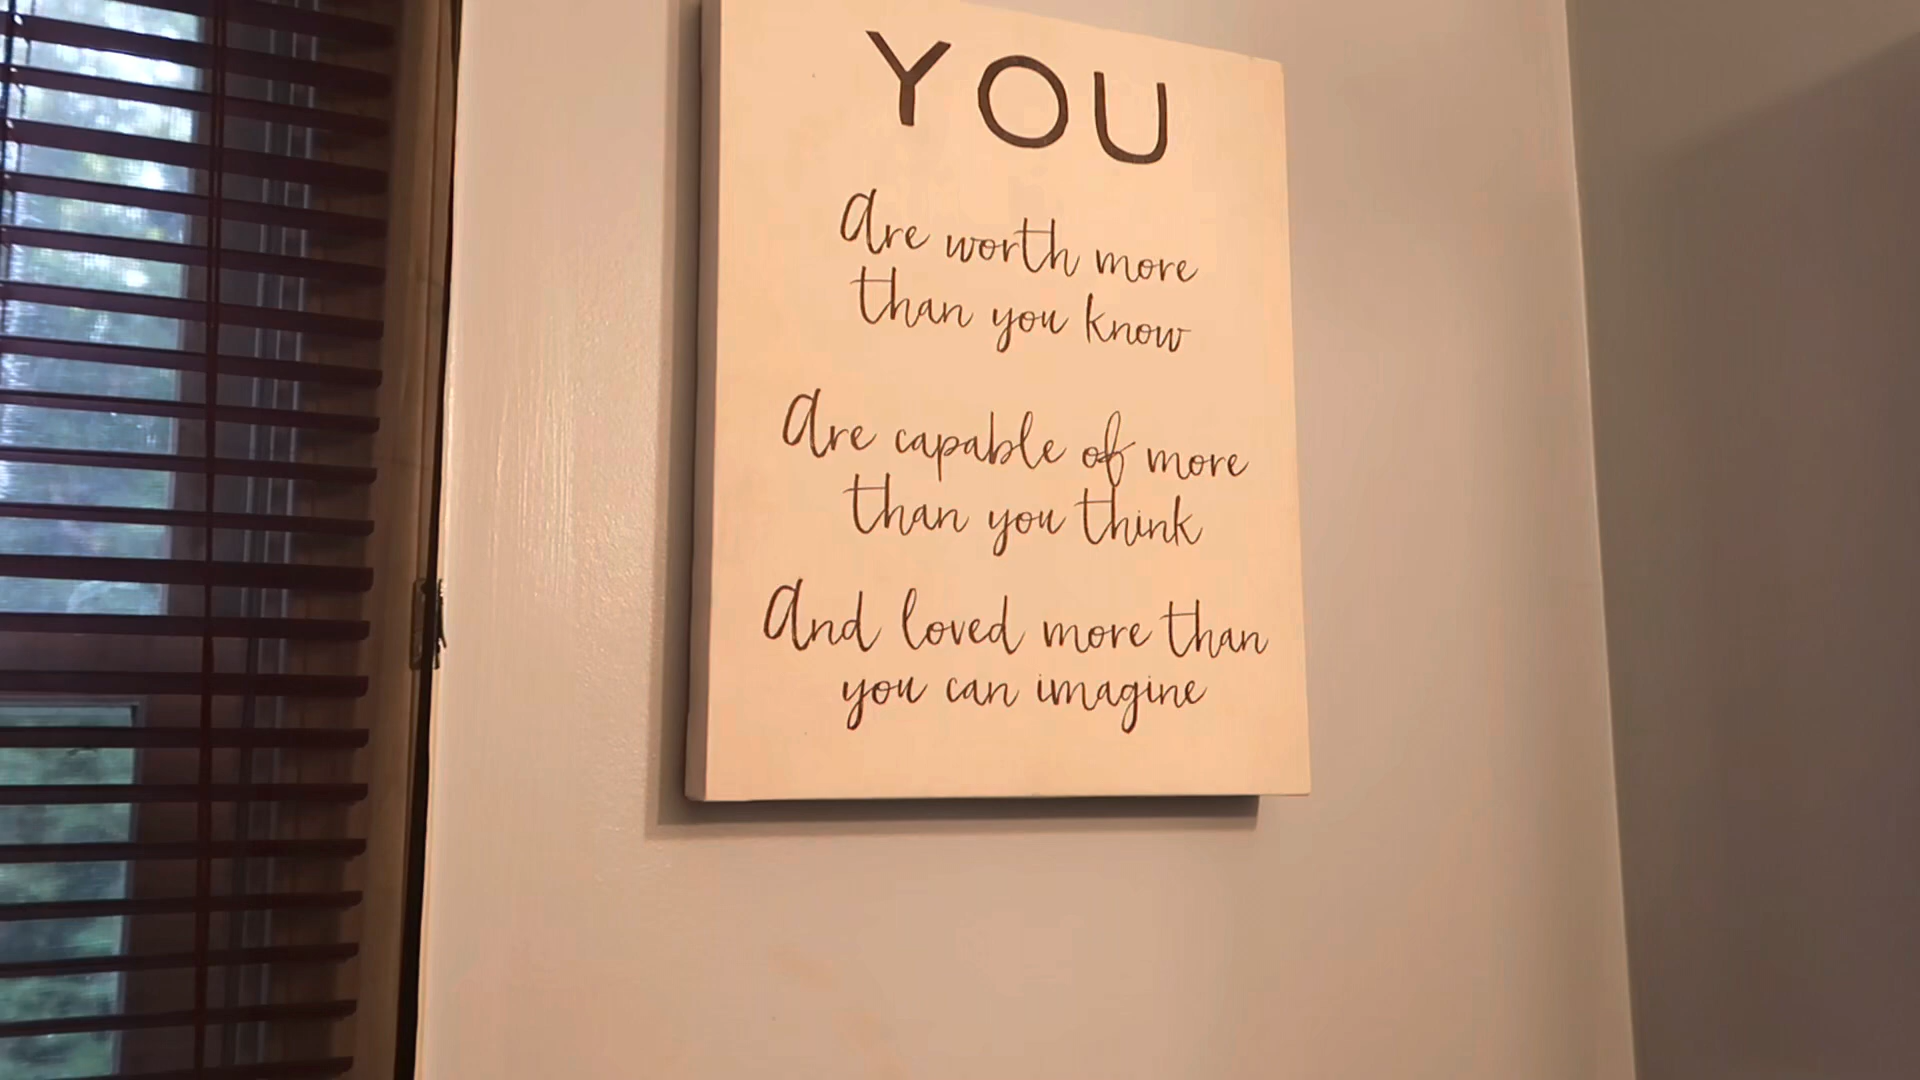 YOU
Are worth more
than you know
Are capable of more
than you think
And loved more than
you can imagine